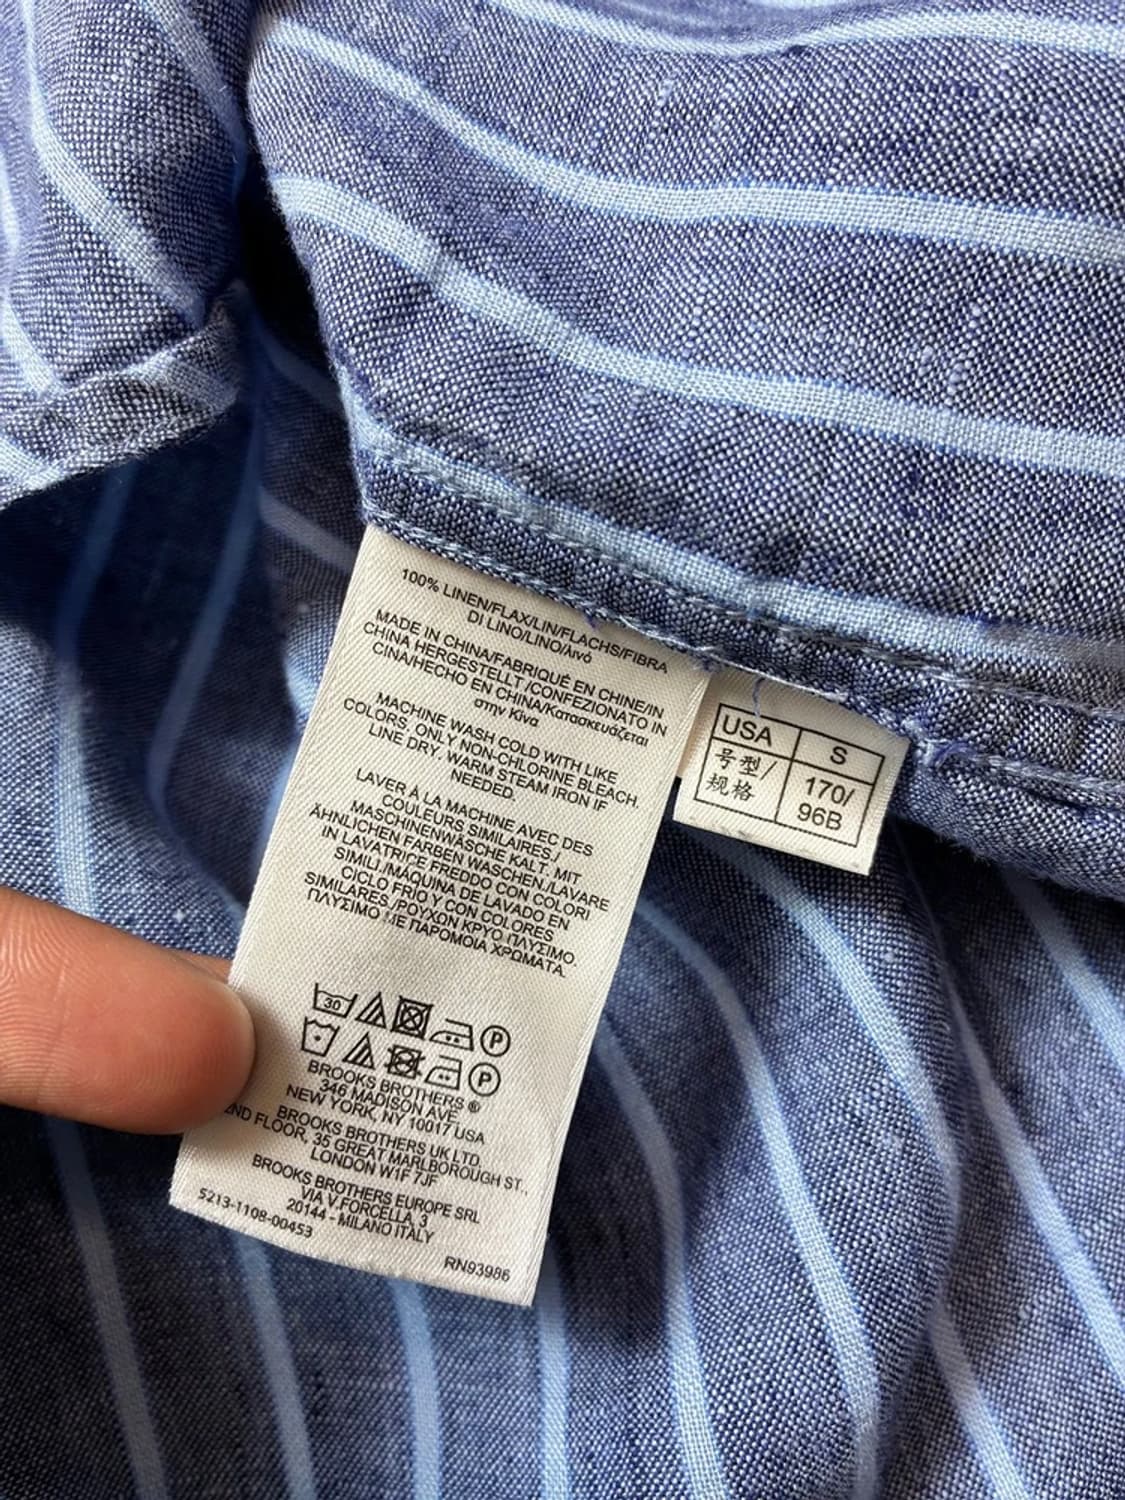 100% LINEN/FLAX/LIN/FLACHS/FIBRA
DI LINO/LINO/λινό
MADE IN CHINA/FABRIQUÉ EN CHINE/IN
CHINA HERGESTELLT /CONFEZIONATO IN
CINA/HECHO EN CHINA/Κατασκευάζεται
στην Κίνα
MACHINE WASH COLD WITH LIKE
COLORS. ONLY NON-CHLORINE BLEACH.
LINE DRY. WARM STEAM IRON IF
NEEDED.
LAVER À LA MACHINE AVEC DES
COULEURS SIMILAIRES./
MASCHINENWÄSCHE KALT. MIT
ÄHNLICHEN FARBEN WASCHEN./LAVARE
IN LAVATRICE FREDDO CON COLORI
SIMILI./MÁQUINA DE LAVADO EN
CICLO FRIO Y CON COLORES
SIMILARES./ΡΟΥΧΩΝ ΚΡΥΟ ΠΛΥΣΙΜΟ.
ΠΛΥΣΙΜΟ ΜΕ ΠΑΡΟΜΟΙΑ ΧΡΩΜΑΤΑ.
30 P
P
BROOKS BROTHERS ®
346 MADISON AVE
NEW YORK, NY 10017 USA
BROOKS BROTHERS UK LTD.
2ND FLOOR, 35 GREAT MARLBOROUGH ST.,
LONDON W1F 7JF
BROOKS BROTHERS EUROPE SRL
VIA V.FORCELLA, 3
20144 - MILANO ITALY
5213-1108-00453
RN93986
USA S
号型/ 170/
规格 96B